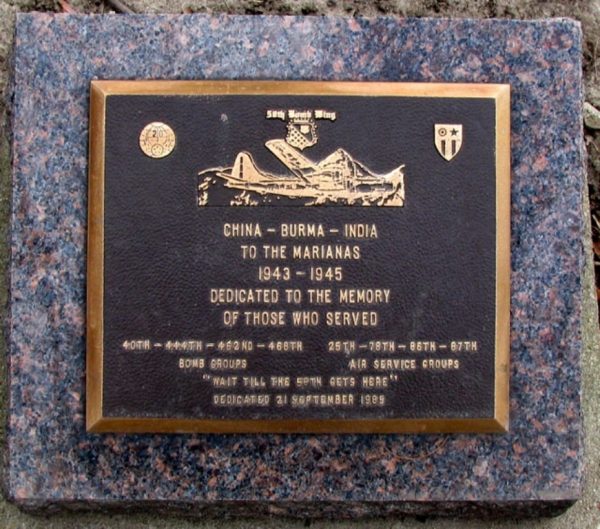 58th Bomb Wing
20
CHINA – BURMA – INDIA
TO THE MARIANAS
1943 – 1945
DEDICATED TO THE MEMORY
OF THOSE WHO SERVED
40TH – 444TH – 462ND – 468TH 25TH – 78TH – 86TH – 87TH
BOMB GROUPS AIR SERVICE GROUPS
"WAIT TILL THE 58TH GETS HERE"
DEDICATED 21 SEPTEMBER 1989